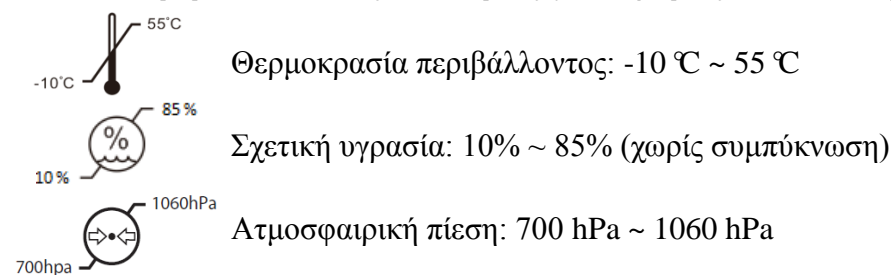 55°C
Θερμοκρασία περιβάλλοντος: -10 ℃ ~ 55 ℃
-10°C
85 %
%
Σχετική υγρασία: 10% ~ 85% (χωρίς συμπύκνωση)
10 %
1060hPa
Ατμοσφαιρική πίεση: 700 hPa ~ 1060 hPa
700hpa